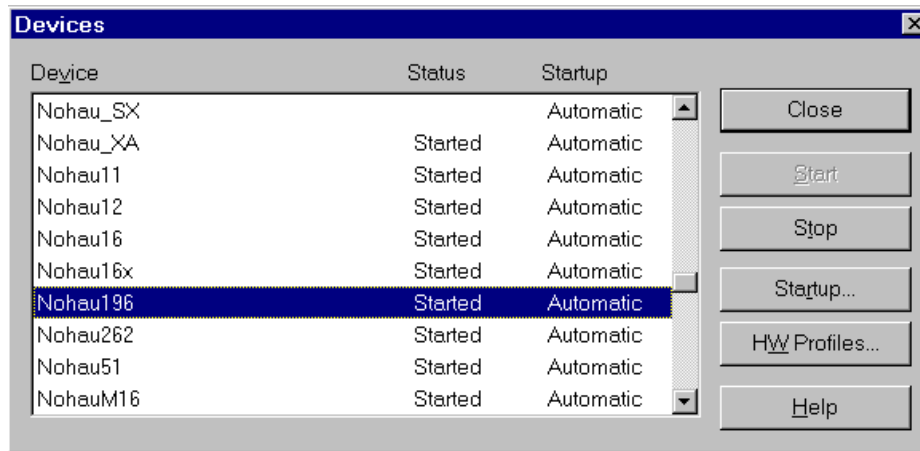 Devices
Device Status Startup
Nohau_SX Automatic
Nohau_XA Started Automatic
Nohau11 Started Automatic
Nohau12 Started Automatic
Nohau16 Started Automatic
Nohau16x Started Automatic
Nohau196 Started Automatic
Nohau262 Started Automatic
Nohau51 Started Automatic
NohauM16 Started Automatic
Close
Start
Stop
Startup...
HW Profiles...
Help